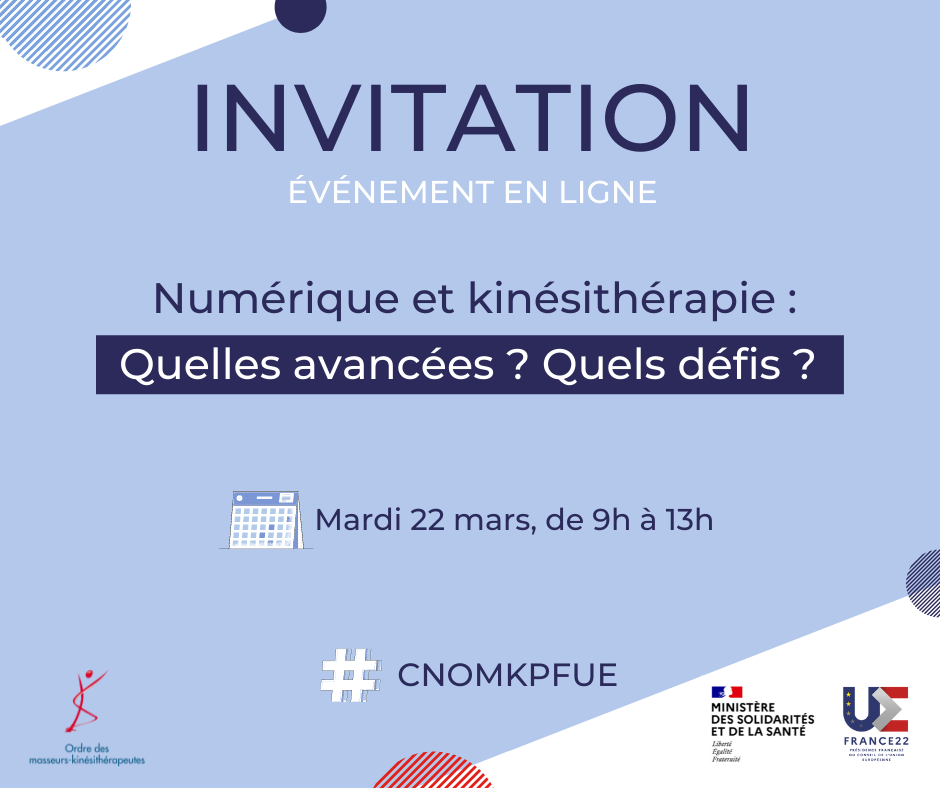 INVITATION
ÉVÉNEMENT EN LIGNE
Numérique et kinésithérapie :
Quelles avancées ? Quels défis ?
Mardi 22 mars, de 9h à 13h
# CNOMKPFUE
Ordre des
masseurs-kinésithérapeutes
MINISTÈRE
DES SOLIDARITÉS
ET DE LA SANTÉ
Liberté
Égalité
Fraternité
UE
FRANCE22
PRÉSIDENCE FRANÇAISE
DU CONSEIL DE L'UNION
EUROPÉENNE